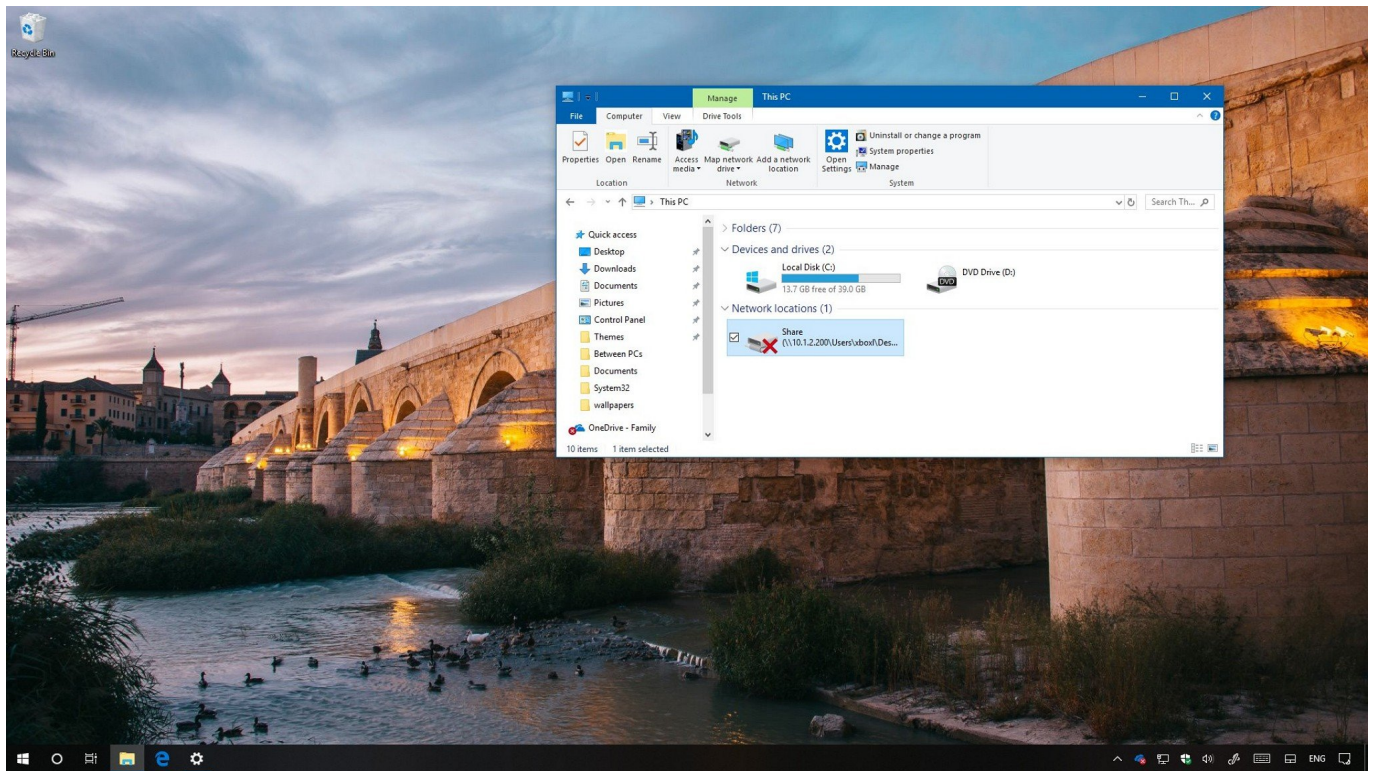 Recycle Bin
Manage
This PC
File
Computer
View
Drive Tools
Properties
Open
Rename
Access media
Map network drive
Add a network location
Open Settings
Uninstall or change a program
System properties
Manage
Location
Network
System
This PC
Search Th...
Quick access
Desktop
Downloads
Documents
Pictures
Control Panel
Themes
Between PCs
Documents
System32
wallpapers
OneDrive - Family
Folders (7)
Devices and drives (2)
Local Disk (C:)
13.7 GB free of 39.0 GB
DVD
DVD Drive (D:)
Network locations (1)
Share
(\\10.1.2.200\Users\xboxl\Des...
10 items
1 item selected
ENG